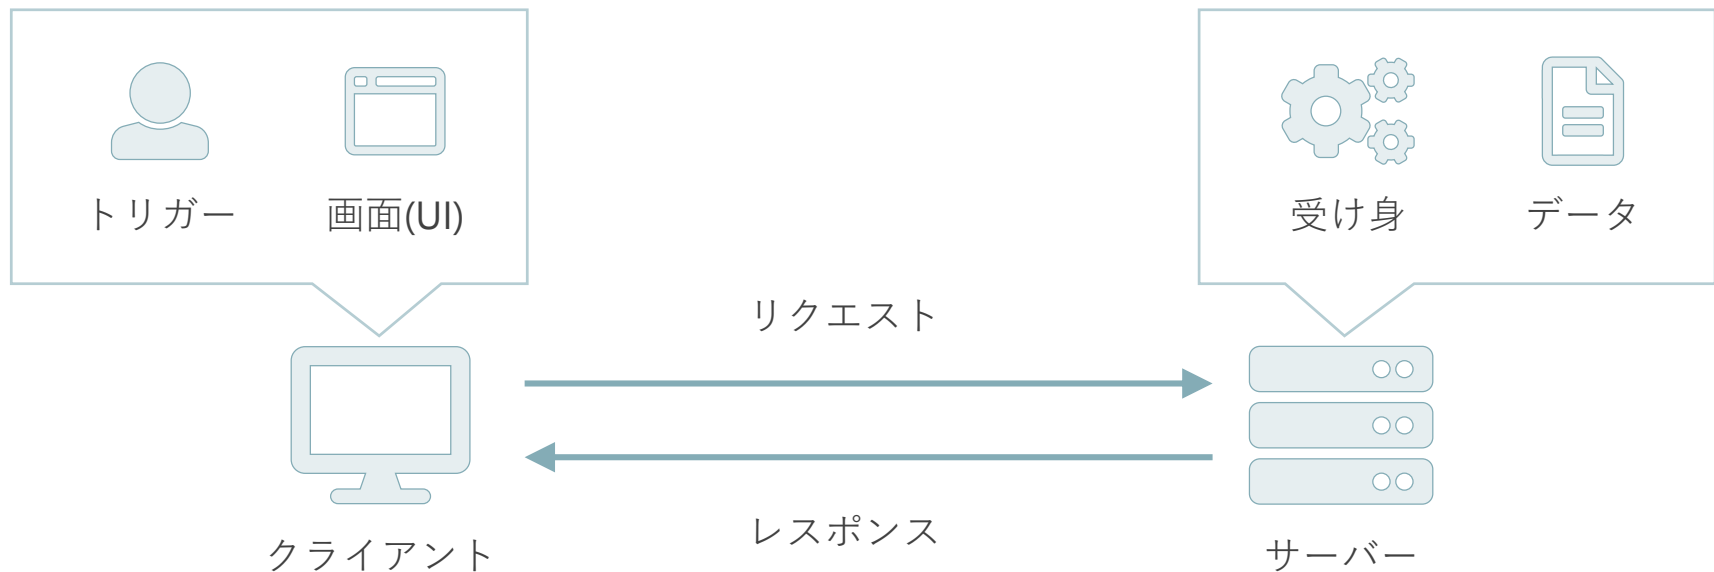 トリガー
画面(UI)
受け身
データ
リクエスト
レスポンス
クライアント
サーバー